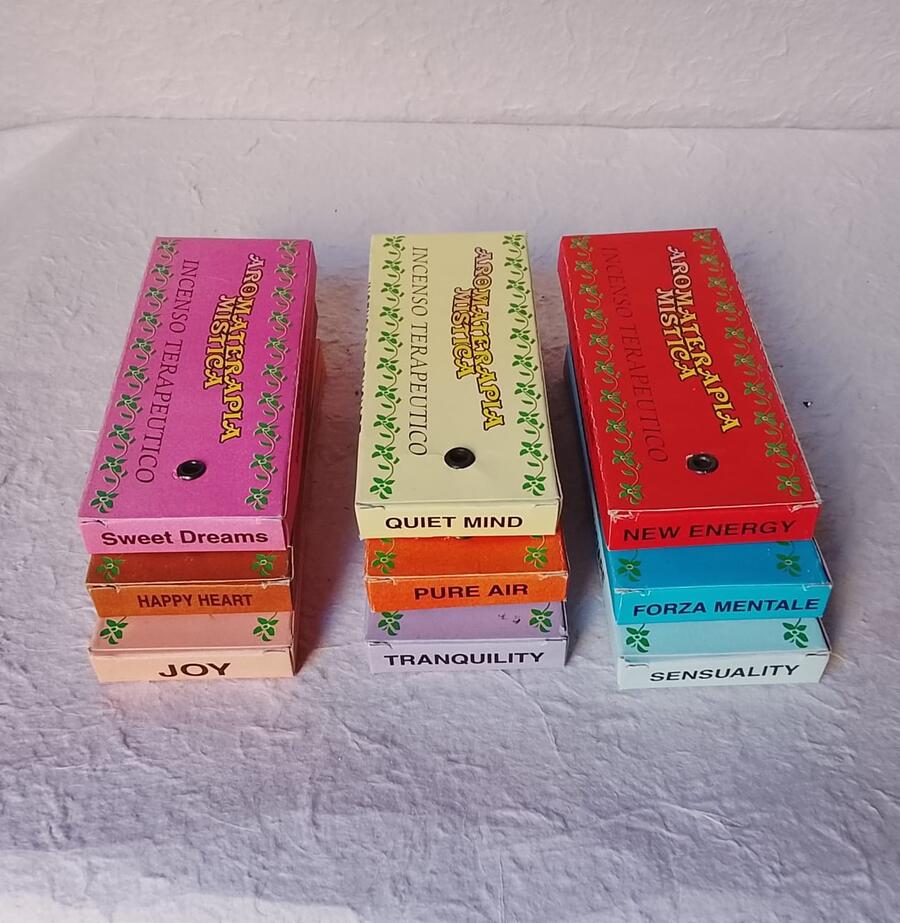 AROMATERAPIA
MISTICA
INCENSO TERAPEUTICO
Sweet Dreams
HAPPY HEART
JOY
AROMATERAPIA
MISTICA
INCENSO TERAPEUTICO
QUIET MIND
PURE AIR
TRANQUILITY
AROMATERAPIA
MISTICA
INCENSO TERAPEUTICO
NEW ENERGY
FORZA MENTALE
SENSUALITY